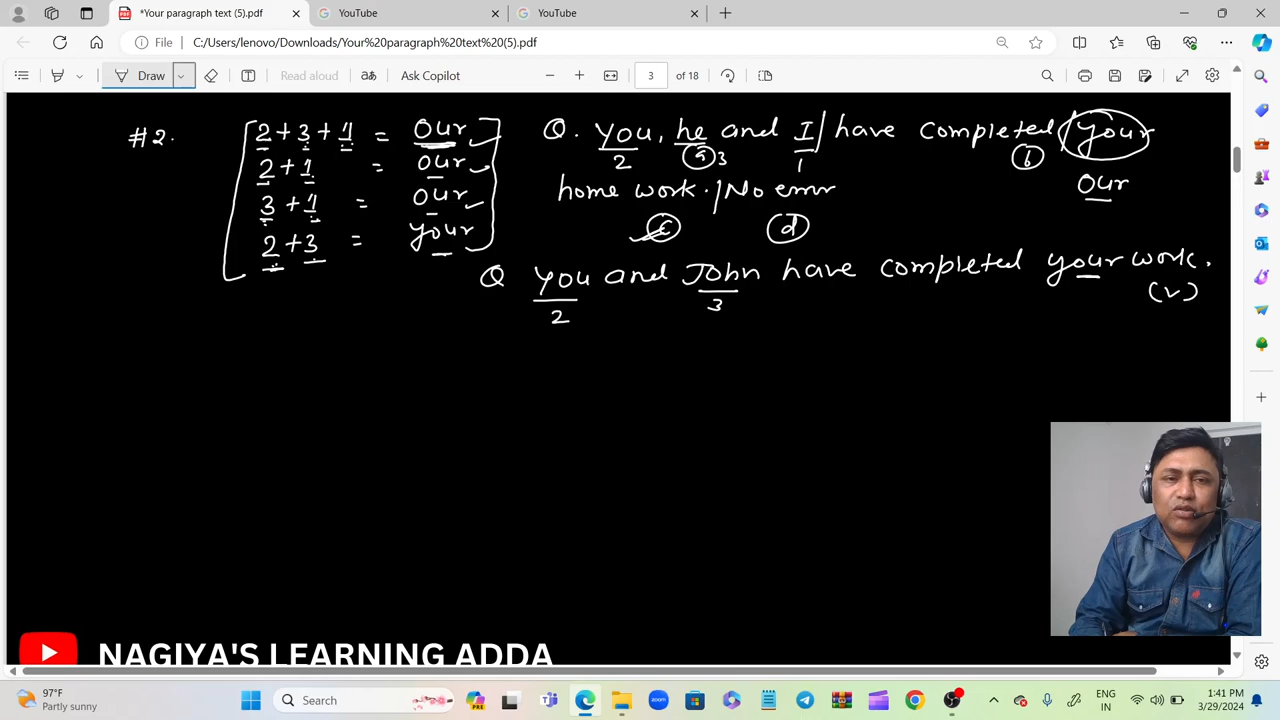 *Your paragraph text (5).pdf
YouTube
YouTube
File C:/Users/lenovo/Downloads/Your%20paragraph%20text%20(5).pdf
Draw
Read aloud
aあ
Ask Copilot
3 of 18
#2.
2 + 3 + 1 = our
2 + 1 = our
3 + 1 = our
2 + 3 = your
Q. You, he and I / have completed / your
2 a 3 1 b
our
home work. / No error
c d
Q You and John have completed your work.
2 3 (✓)
NAGIYA'S LEARNING ADDA
97°F
Partly sunny
Search
PRE
zoom
ENG
IN
1:41 PM
3/29/2024